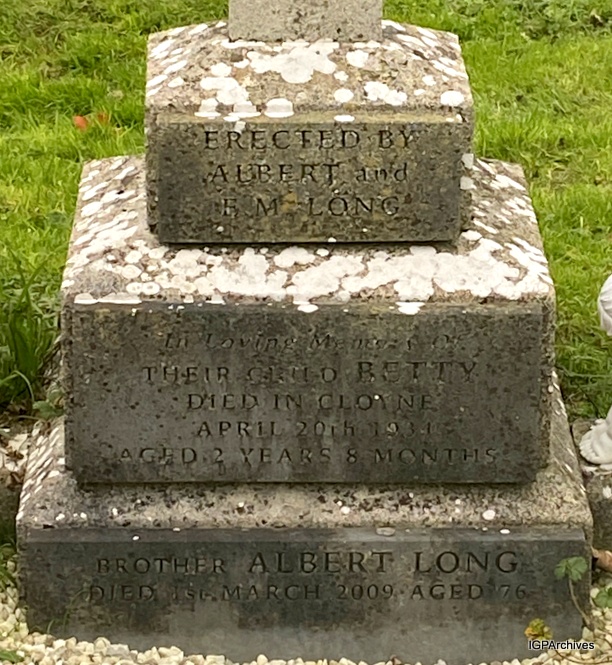 ERECTED BY
ALBERT and
E.M. LONG
In Loving Memory Of
THEIR CHILD BETTY
DIED IN CLOYNE
APRIL 20th 1934
AGED 2 YEARS 8 MONTHS
BROTHER ALBERT LONG
DIED 1st MARCH 2009 AGED 76
IGPArchives